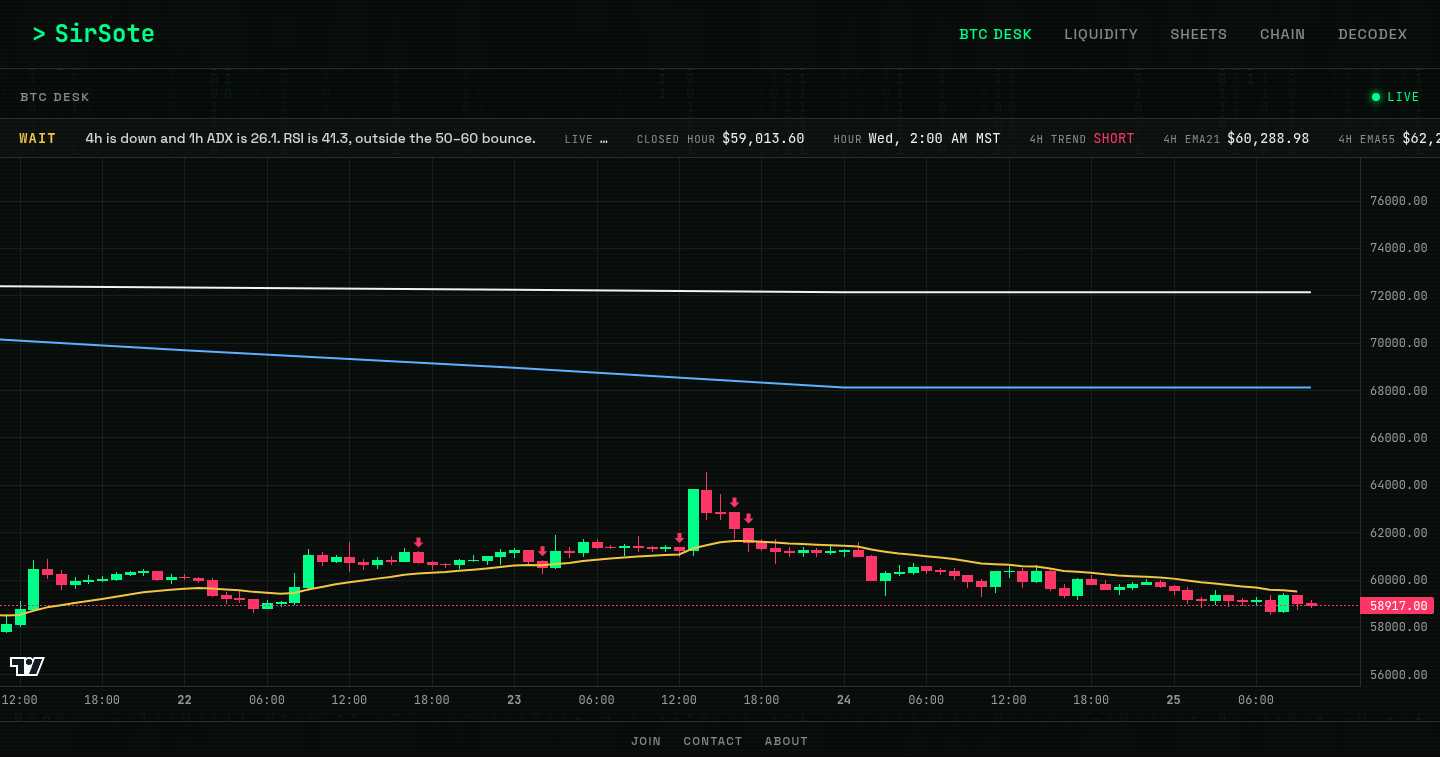 > SirSote
BTC DESK LIQUIDITY SHEETS CHAIN DECODEX
BTC DESK
LIVE
WAIT 4h is down and 1h ADX is 26.1. RSI is 41.3, outside the 50–60 bounce. LIVE … CLOSED HOUR $59,013.60 HOUR Wed, 2:00 AM MST 4H TREND SHORT 4H EMA21 $60,288.98 4H EMA55 $62,2
76000.00
74000.00
72000.00
70000.00
68000.00
66000.00
64000.00
62000.00
60000.00
58917.00
58000.00
56000.00
12:00 18:00 22 06:00 12:00 18:00 23 06:00 12:00 18:00 24 06:00 12:00 18:00 25 06:00
JOIN CONTACT ABOUT